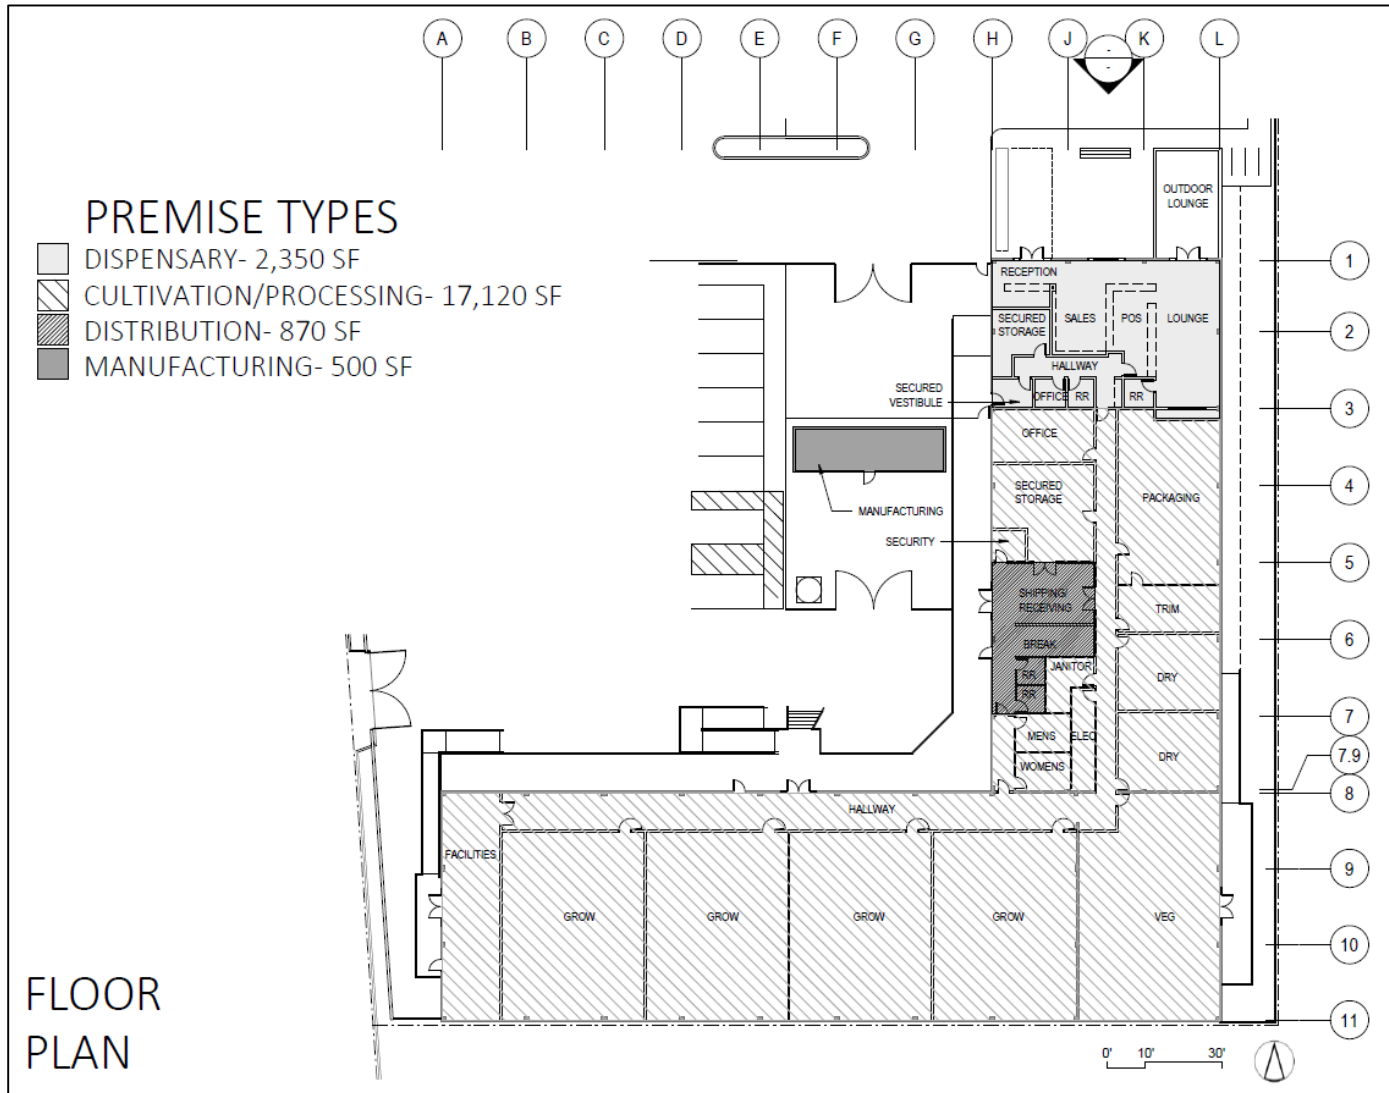 A B C D E F G H J K L
-
-
PREMISE TYPES
DISPENSARY- 2,350 SF
CULTIVATION/PROCESSING- 17,120 SF
DISTRIBUTION- 870 SF
MANUFACTURING- 500 SF
OUTDOOR
LOUNGE
1
RECEPTION
SECURED
STORAGE
SALES
POS
LOUNGE
2
HALLWAY
SECURED
VESTIBULE
OFFICE
RR
RR
3
OFFICE
SECURED
STORAGE
PACKAGING
4
MANUFACTURING
SECURITY
5
SHIPPING/
RECEIVING
TRIM
6
BREAK
JANITOR
RR
RR
DRY
7
MENS
ELEC
WOMENS
DRY
7.9
8
HALLWAY
FACILITIES
9
GROW
GROW
GROW
GROW
VEG
10
11
FLOOR
PLAN
0' 10' 30'